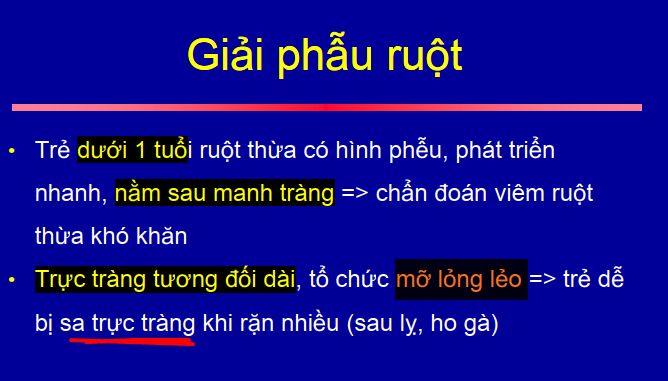 Giải phẫu ruột
• Trẻ dưới 1 tuổi ruột thừa có hình phễu, phát triển
nhanh, nằm sau manh tràng => chẩn đoán viêm ruột
thừa khó khăn
• Trực tràng tương đối dài, tổ chức mỡ lỏng lẻo => trẻ dễ
bị sa trực tràng khi rặn nhiều (sau lỵ, ho gà)